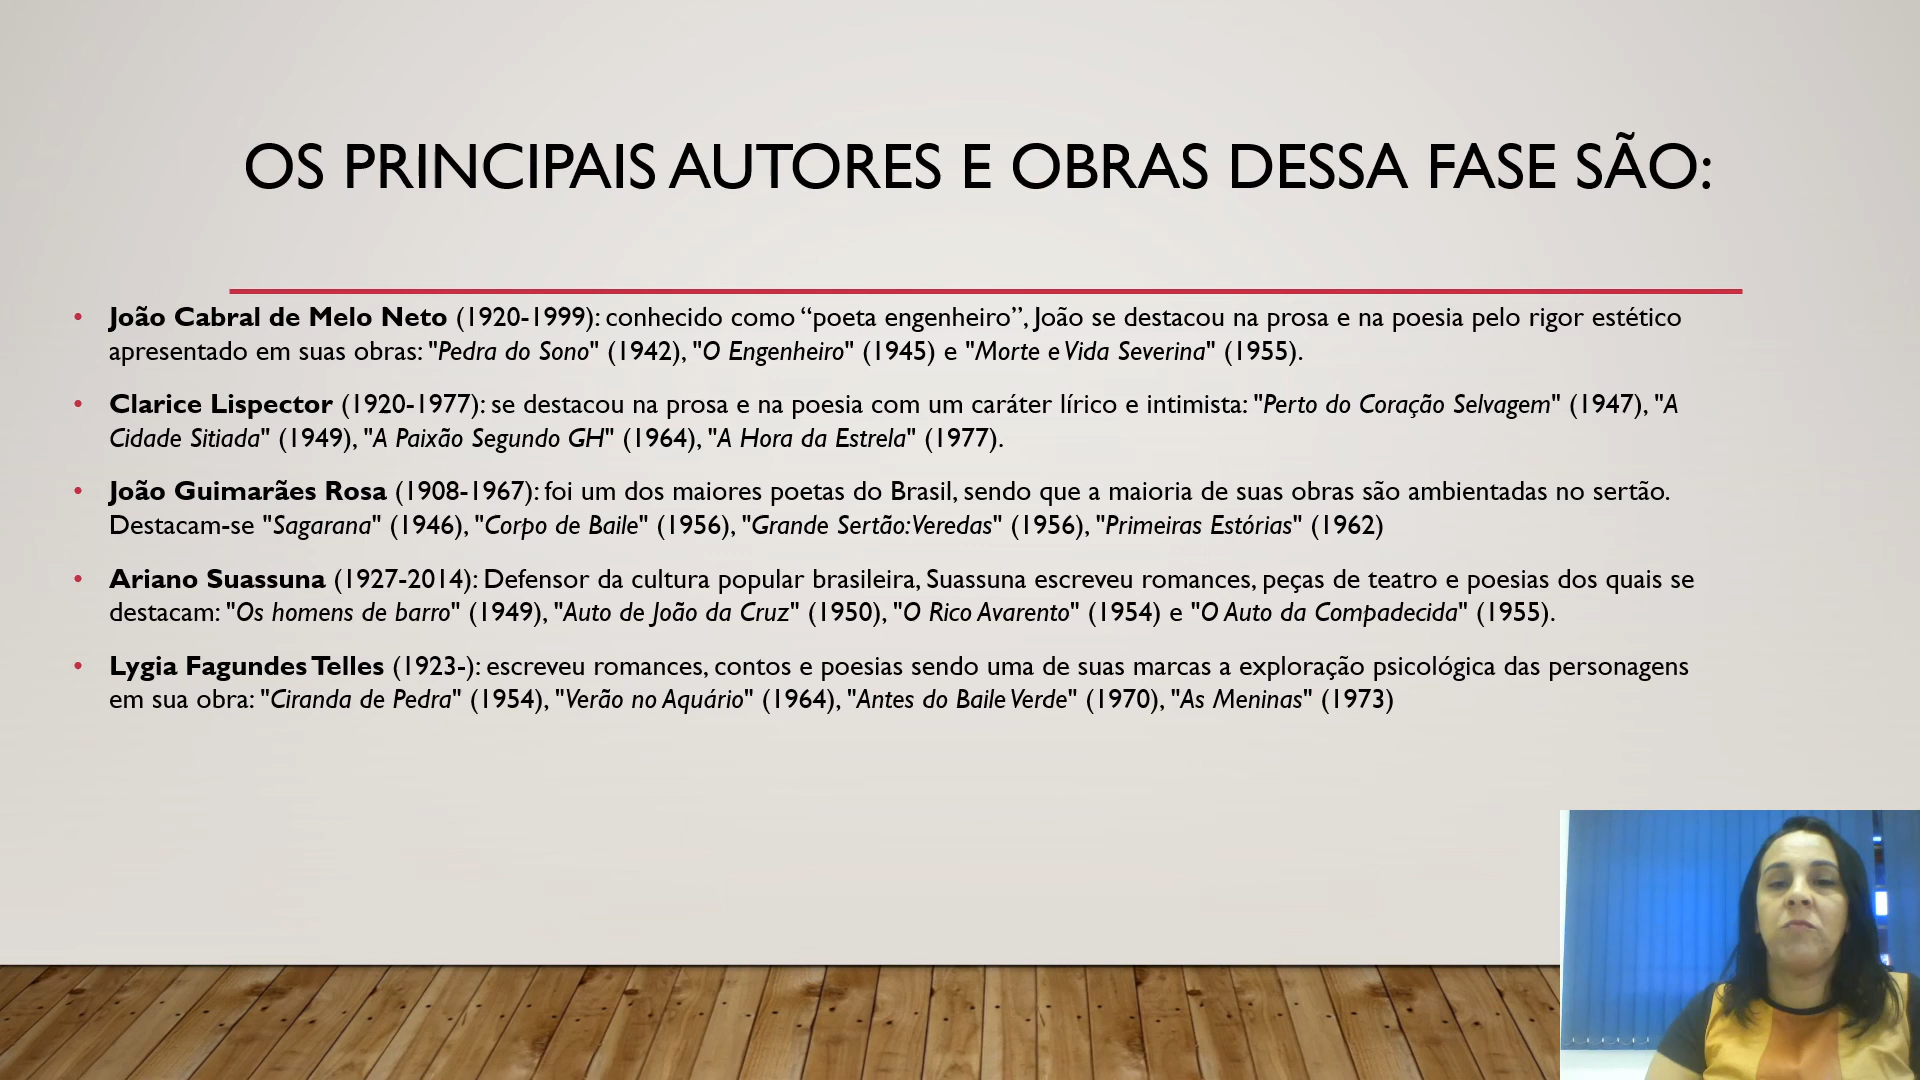 OS PRINCIPAIS AUTORES E OBRAS DESSA FASE SÃO:
• João Cabral de Melo Neto (1920-1999): conhecido como “poeta engenheiro”, João se destacou na prosa e na poesia pelo rigor estético
apresentado em suas obras: "Pedra do Sono" (1942), "O Engenheiro" (1945) e "Morte e Vida Severina" (1955).
• Clarice Lispector (1920-1977): se destacou na prosa e na poesia com um caráter lírico e intimista: "Perto do Coração Selvagem" (1947), "A
Cidade Sitiada" (1949), "A Paixão Segundo GH" (1964), "A Hora da Estrela" (1977).
• João Guimarães Rosa (1908-1967): foi um dos maiores poetas do Brasil, sendo que a maioria de suas obras são ambientadas no sertão.
Destacam-se "Sagarana" (1946), "Corpo de Baile" (1956), "Grande Sertão: Veredas" (1956), "Primeiras Estórias" (1962)
• Ariano Suassuna (1927-2014): Defensor da cultura popular brasileira, Suassuna escreveu romances, peças de teatro e poesias dos quais se
destacam: "Os homens de barro" (1949), "Auto de João da Cruz" (1950), "O Rico Avarento" (1954) e "O Auto da Compadecida" (1955).
• Lygia Fagundes Telles (1923-): escreveu romances, contos e poesias sendo uma de suas marcas a exploração psicológica das personagens
em sua obra: "Ciranda de Pedra" (1954), "Verão no Aquário" (1964), "Antes do Baile Verde" (1970), "As Meninas" (1973)